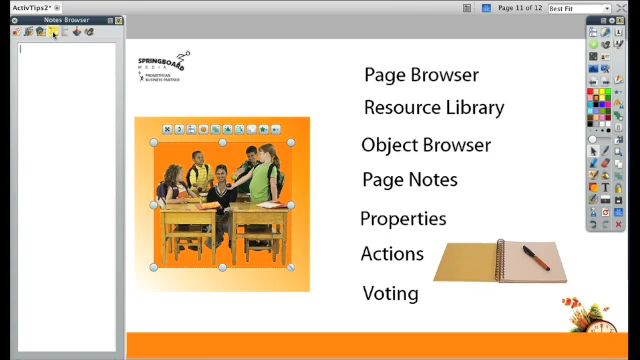 ActivTips2*
Page 11 of 12
Best Fit
Notes Browser
SPRINGBOARD
MEDIA
PROMETHEAN
BUSINESS PARTNER
Page Browser
Resource Library
Object Browser
Page Notes
Properties
Actions
Voting